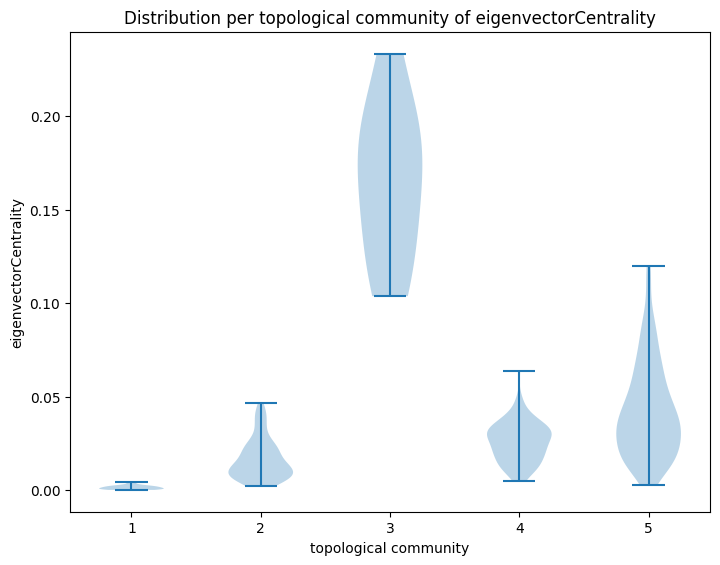 Distribution per topological community of eigenvectorCentrality
eigenvectorCentrality
0.20
0.15
0.10
0.05
0.00
1 2 3 4 5
topological community